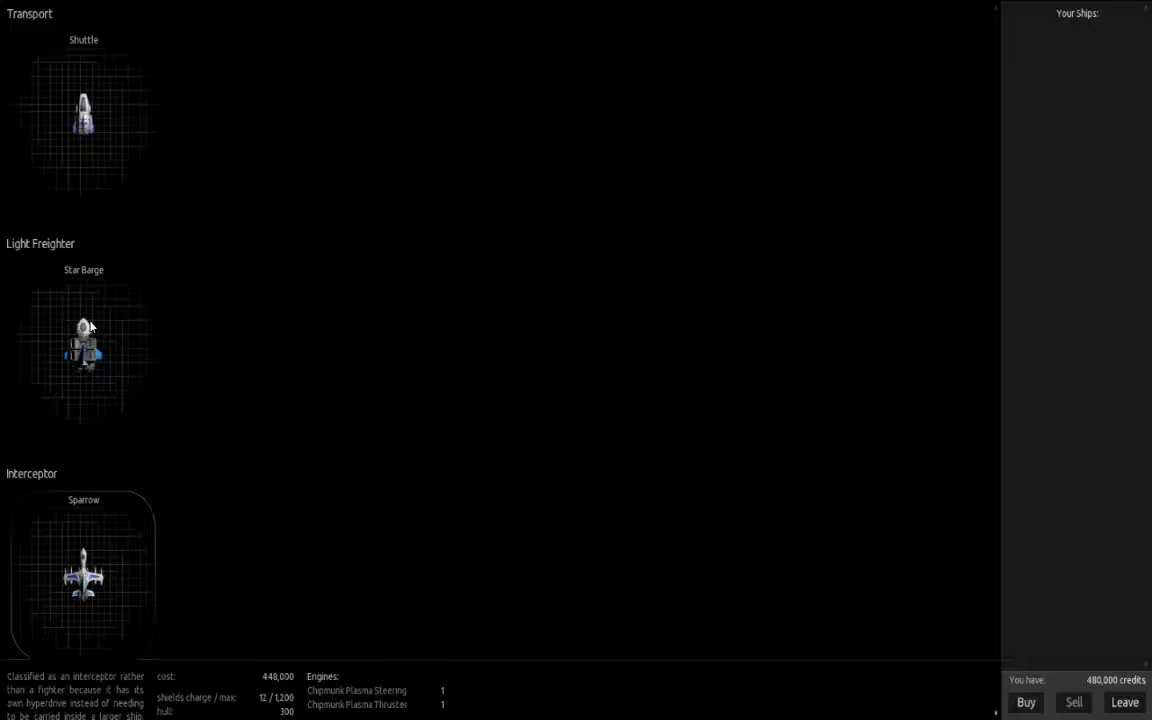 Transport
Shuttle
Light Freighter
Star Barge
Interceptor
Sparrow
Classified as an interceptor rather
than a fighter because it has its
own hyperdrive instead of needing
to be carried inside a larger ship,
cost: 448,000
shields charge / max: 12 / 1,200
hull: 300
Engines:
Chipmunk Plasma Steering 1
Chipmunk Plasma Thruster 1
Your Ships:
You have: 480,000 credits
Buy Sell Leave